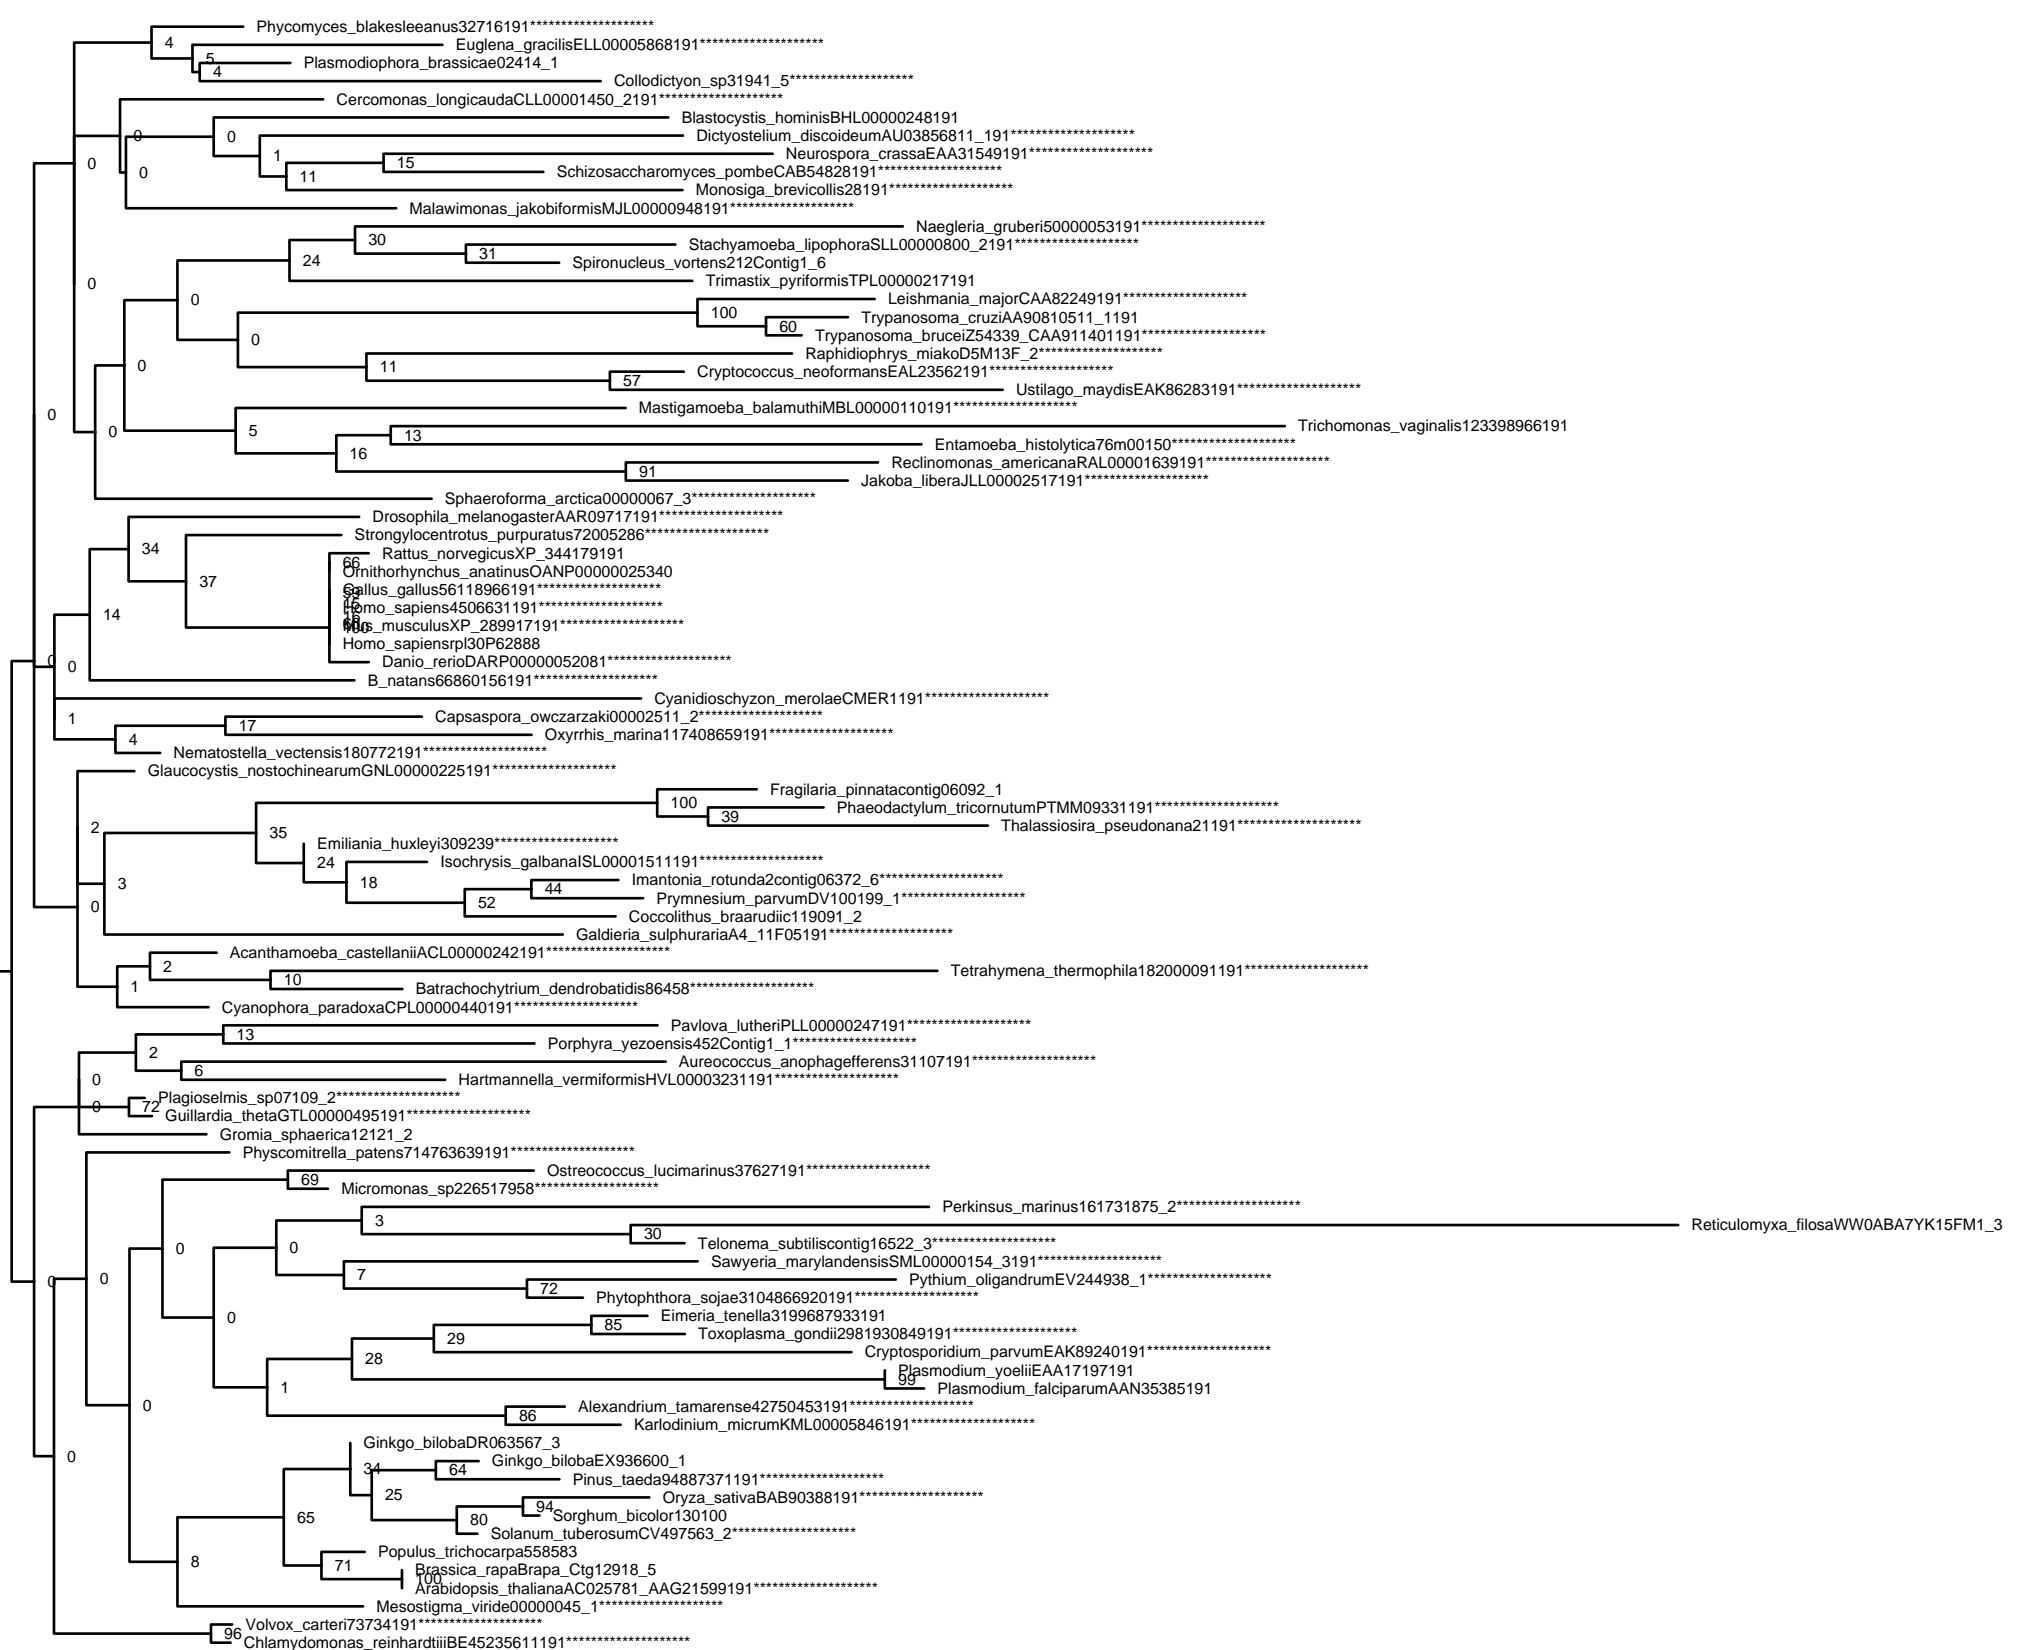 Phycomyces_blakesleeanus32716191********************
4
Euglena_gracilisELL00005868191********************
5
Plasmodiophora_brassicae02414_1
4
Collodictyon_sp31941_5********************
Cercomonas_longicaudaCLL00001450_2191********************
Blastocystis_hominisBHL00000248191
0
0
Dictyostelium_discoideumAU03856811_191********************
Neurospora_crassaEAA31549191********************
1
15
0
Schizosaccharomyces_pombeCAB54828191********************
0
11
Monosiga_brevicollis28191********************
Malawimonas_jakobiformisMJL00000948191********************
Naegleria_gruberi50000053191********************
30
Stachyamoeba_lipophoraSLL00000800_2191********************
31
24
Spironucleus_vortens212Contig1_6
Trimastix_pyriformisTPL00000217191
0
0
Leishmania_majorCAA82249191********************
100
Trypanosoma_cruziAA90810511_1191
60
Trypanosoma_bruceiZ54339_CAA911401191********************
0
Raphidiophrys_miakoD5M13F_2********************
0
11
Cryptococcus_neoformansEAL23562191********************
57
Ustilago_maydisEAK86283191********************
Mastigamoeba_balamuthiMBL00000110191********************
0
Trichomonas_vaginalis123398966191
0
5
13
Entamoeba_histolytica76m00150********************
16
Reclinomonas_americanaRAL00001639191********************
91
Jakoba_liberaJLL00002517191********************
Sphaeroforma_arctica00000067_3********************
Drosophila_melanogasterAAR09717191********************
Strongylocentrotus_purpuratus72005286********************
34
Rattus_norvegicusXP_344179191
66
Ornithorhynchus_anatinusOANP00000025340
37
Gallus_gallus56118966191********************
Homo_sapiens4506631191********************
14
Mus_musculusXP_289917191********************
Homo_sapiensrpl30P62888
0
0
Danio_rerioDARP00000052081********************
B_natans66860156191********************
Cyanidioschyzon_merolaeCMER1191********************
1
Capsaspora_owczarzaki00002511_2********************
17
Oxyrrhis_marina117408659191********************
4
Nematostella_vectensis180772191********************
Glaucocystis_nostochinearumGNL00000225191********************
Fragilaria_pinnatacontig06092_1
100
Phaeodactylum_tricornutumPTMM09331191********************
39
2
35
Thalassiosira_pseudonana21191********************
Emiliania_huxleyi309239********************
24
Isochrysis_galbanaISL00001511191********************
3
18
Imantonia_rotunda2contig06372_6********************
44
Prymnesium_parvumDV100199_1********************
0
52
Coccolithus_braarudiic119091_2
Galdieria_sulphurariaA4_11F05191********************
Acanthamoeba_castellaniiACL00000242191********************
2
Tetrahymena_thermophila182000091191********************
10
1
Batrachochytrium_dendrobatidis86458********************
Cyanophora_paradoxaCPL00000440191********************
Pavlova_lutheriPLL00000247191********************
13
Porphyra_yezoensis452Contig1_1********************
2
Aureococcus_anophagefferens31107191********************
6
0
Hartmannella_vermiformisHVL00003231191********************
Plagioselmis_sp07109_2********************
0
72
Guillardia_thetaGTL00000495191********************
Gromia_sphaerica12121_2
Physcomitrella_patens714763639191********************
Ostreococcus_lucimarinus37627191********************
69
Micromonas_sp226517958********************
Perkinsus_marinus161731875_2********************
3
Reticulomyxa_filosaWW0ABA7YK15FM1_3
30
0
0
Telonema_subtiliscontig16522_3********************
Sawyeria_marylandensisSML00000154_3191********************
0
0
7
Pythium_oligandrumEV244938_1********************
72
Phytophthora_sojae3104866920191********************
0
Eimeria_tenella3199687933191
85
Toxoplasma_gondii2981930849191********************
29
Cryptosporidium_parvumEAK89240191********************
28
Plasmodium_yoeliiEAA17197191
99
1
Plasmodium_falciparumAAN35385191
0
Alexandrium_tamarense42750453191********************
86
Karlodinium_micrumKML00005846191********************
Ginkgo_bilobaDR063567_3
0
Ginkgo_bilobaEX936600_1
34
64
Pinus_taeda94887371191********************
25
Oryza_sativaBAB90388191********************
94
65
80
Sorghum_bicolor130100
Solanum_tuberosumCV497563_2********************
Populus_trichocarpa558583
8
71
Brassica_rapaBrapa_Ctg12918_5
100
Arabidopsis_thalianaAC025781_AAG21599191********************
Mesostigma_viride00000045_1********************
Volvox_carteri73734191********************
96
Chlamydomonas_reinhardtiiiBE45235611191********************